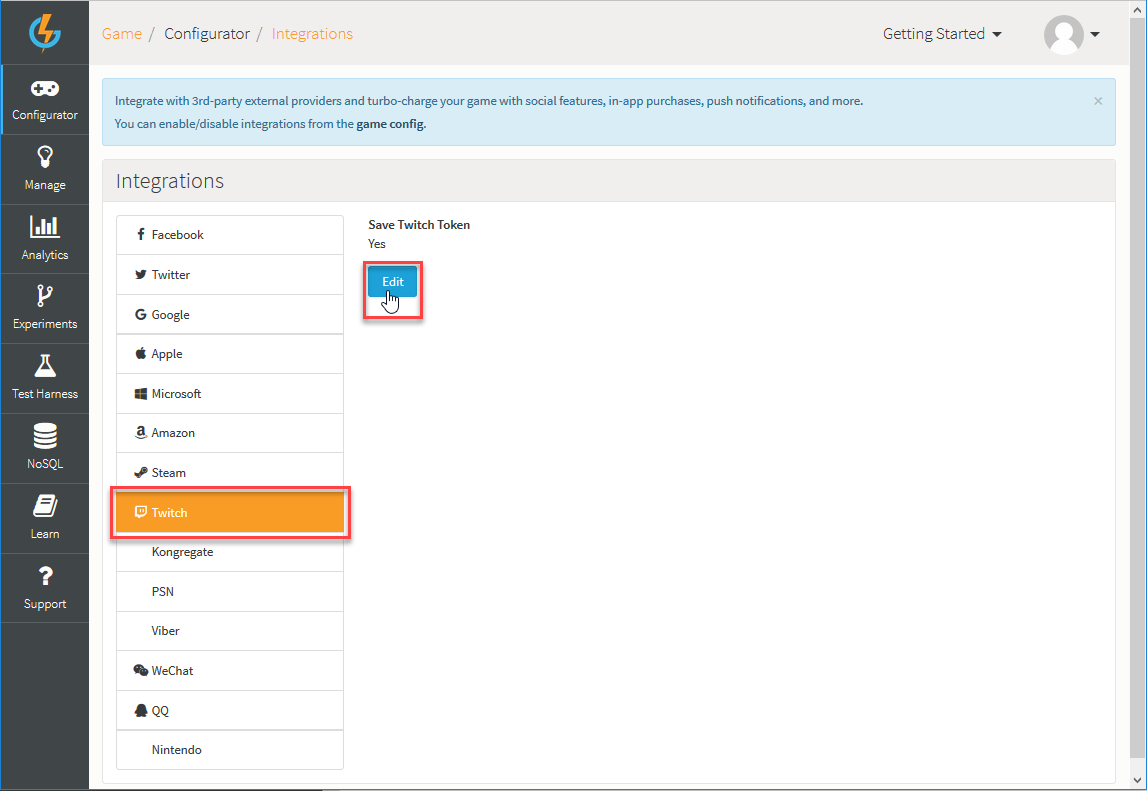 Game / Configurator / Integrations
Getting Started
Configurator
Manage
Analytics
Experiments
Test Harness
NoSQL
Learn
Support
Integrate with 3rd-party external providers and turbo-charge your game with social features, in-app purchases, push notifications, and more.
You can enable/disable integrations from the game config.
×
Integrations
Facebook
Twitter
Google
Apple
Microsoft
Amazon
Steam
Twitch
Kongregate
PSN
Viber
WeChat
QQ
Nintendo
Save Twitch Token
Yes
Edit